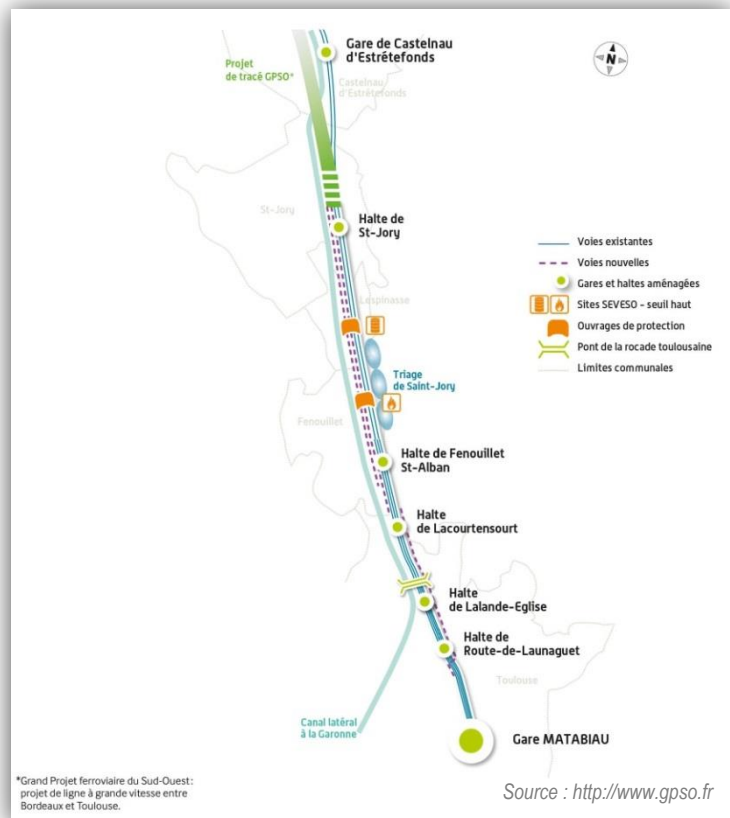 Gare de Castelnau
d'Estrétefonds
Projet
de tracé GPSO*
Castelnau
d'Estrétefonds
N
St-Jory
Halte de
St-Jory
Voies existantes
Voies nouvelles
Gares et haltes aménagées
Sites SEVESO - seuil haut
Ouvrages de protection
Pont de la rocade toulousaine
Limites communales
Lespinasse
Triage
de Saint-Jory
Fenouillet
Halte de Fenouillet
St-Alban
Halte
de Lacourtensourt
Halte
de Lalande-Eglise
Halte de
Route-de-Launaguet
Toulouse
Canal latéral
à la Garonne
Gare MATABIAU
*Grand Projet ferroviaire du Sud-Ouest :
projet de ligne à grande vitesse entre
Bordeaux et Toulouse.
Source : http://www.gpso.fr